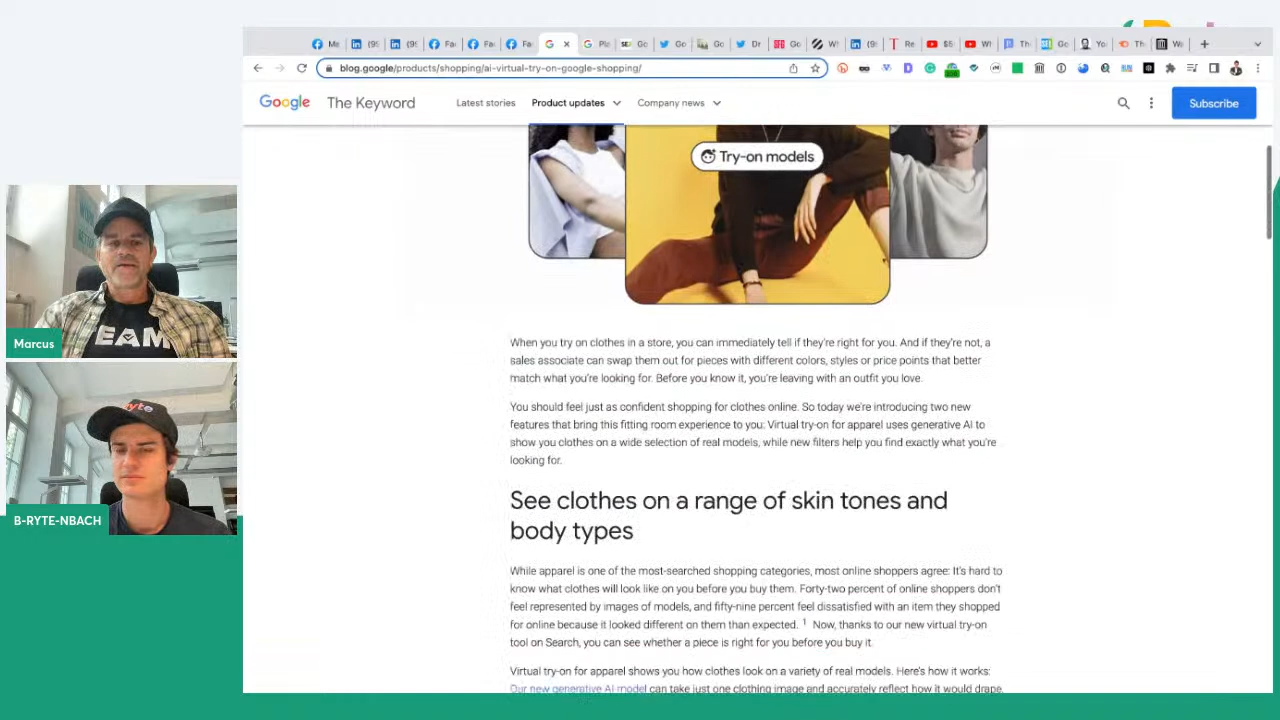 blog.google/products/shopping/ai-virtual-try-on-google-shopping/
Google The Keyword Latest stories Product updates Company news Subscribe
Try-on models
When you try on clothes in a store, you can immediately tell if they're right for you. And if they're not, a
sales associate can swap them out for pieces with different colors, styles or price points that better
match what you're looking for. Before you know it, you're leaving with an outfit you love.
You should feel just as confident shopping for clothes online. So today we're introducing two new
features that bring this fitting room experience to you: Virtual try-on for apparel uses generative AI to
show you clothes on a wide selection of real models, while new filters help you find exactly what you're
looking for.
See clothes on a range of skin tones and
body types
While apparel is one of the most-searched shopping categories, most online shoppers agree: It's hard to
know what clothes will look like on you before you buy them. Forty-two percent of online shoppers don't
feel represented by images of models, and fifty-nine percent feel dissatisfied with an item they shopped
for online because it looked different on them than expected. 1 Now, thanks to our new virtual try-on
tool on Search, you can see whether a piece is right for you before you buy it.
Virtual try-on for apparel shows you how clothes look on a variety of real models. Here's how it works:
Our new generative AI model can take just one clothing image and accurately reflect how it would drape,
EAM
Marcus
B-RYTE-NBACH